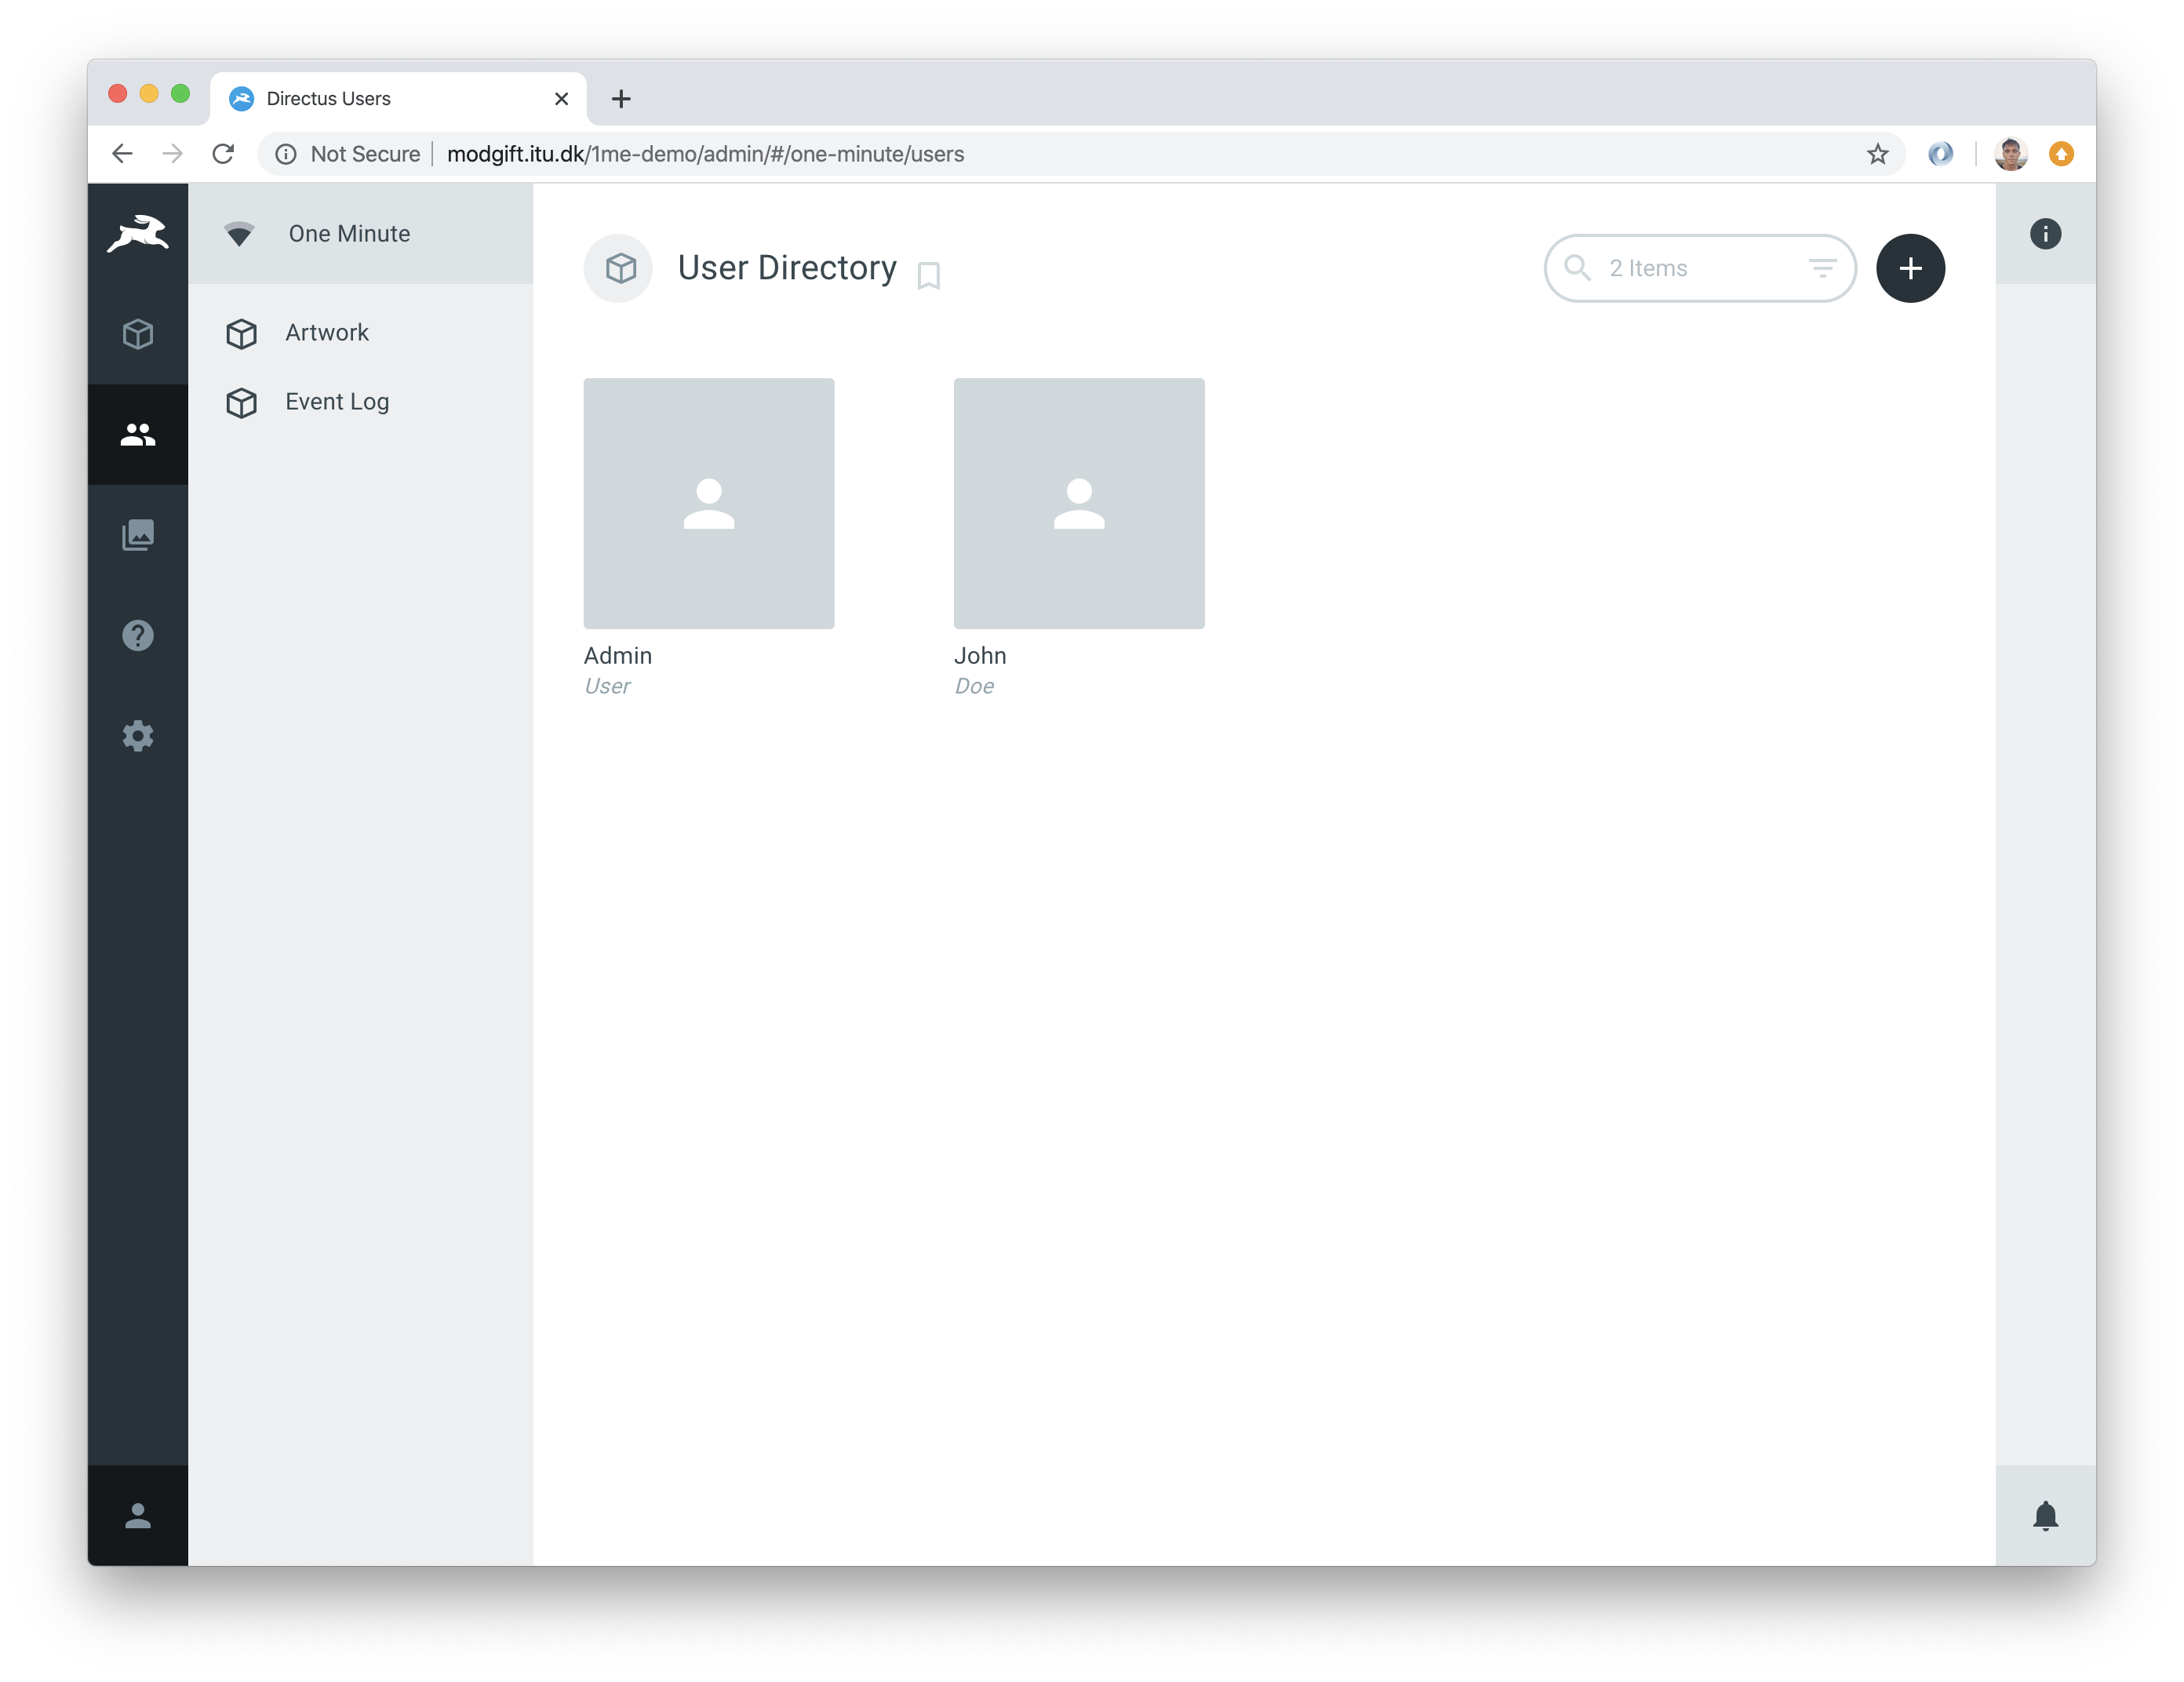 Directus Users
Not Secure modgift.itu.dk/1me-demo/admin/#/one-minute/users
One Minute
Artwork
Event Log
User Directory
2 Items
Admin
User
John
Doe